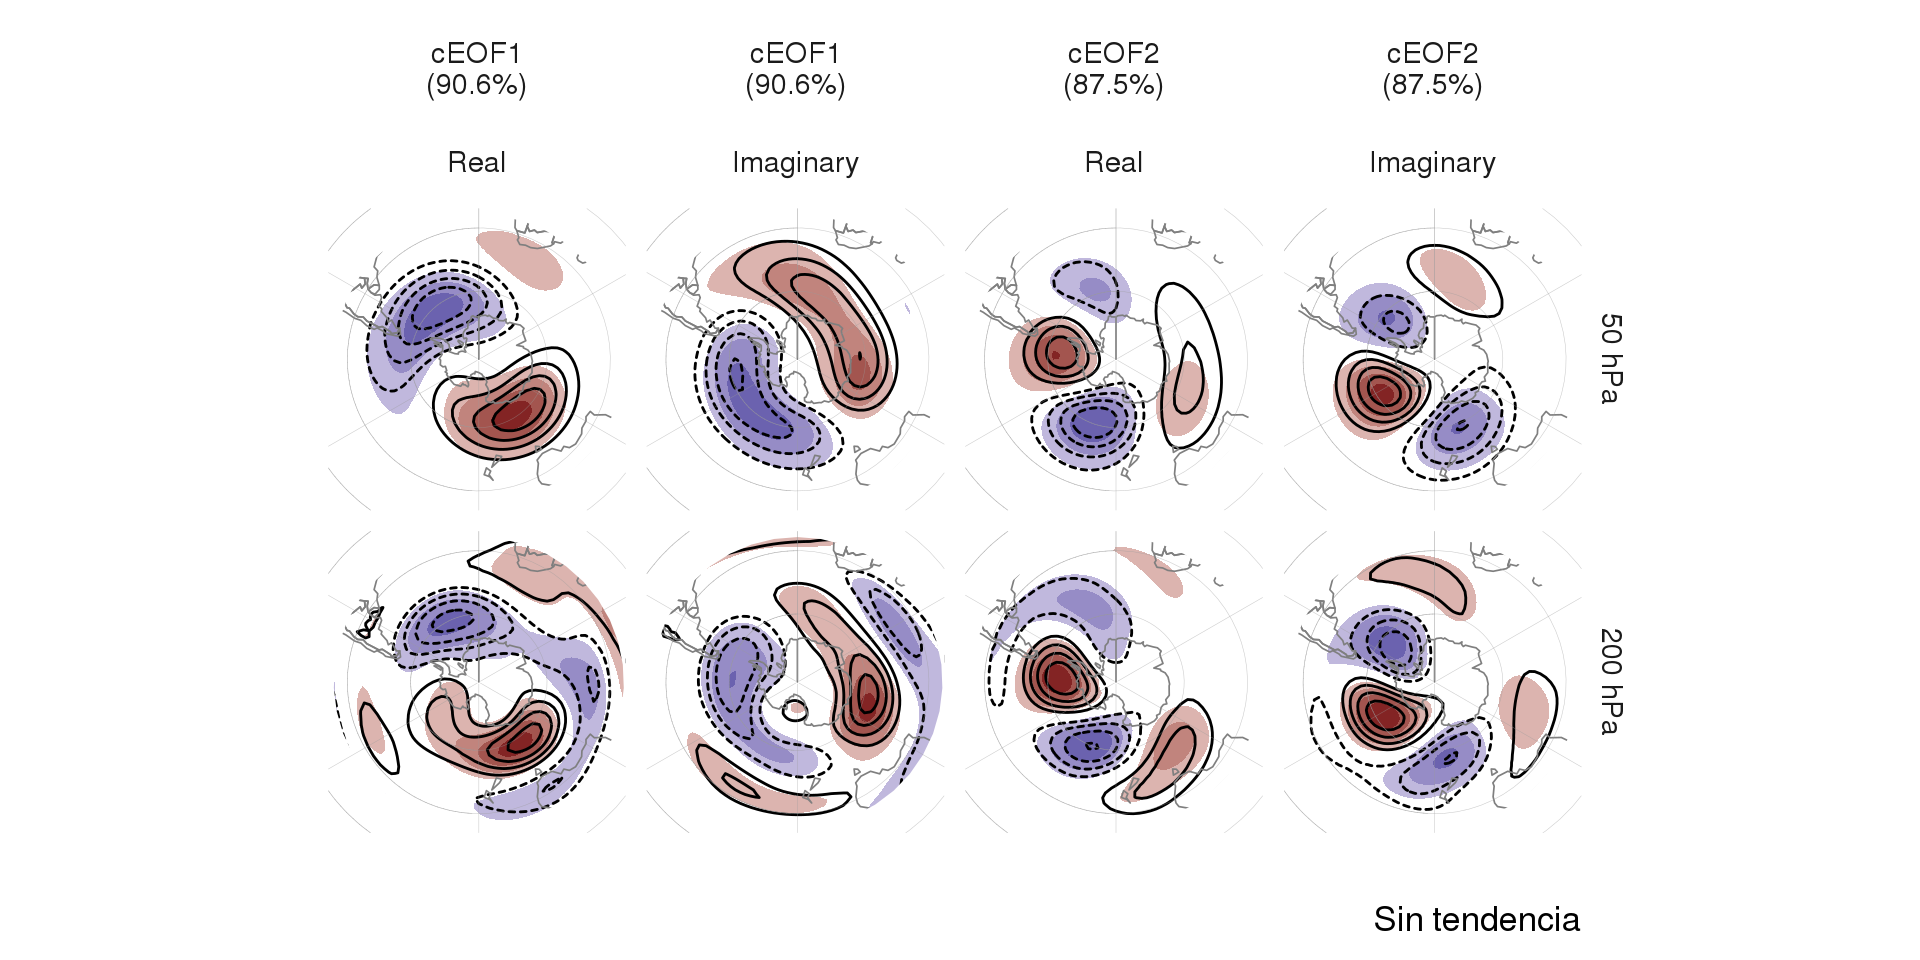 cEOF1 cEOF1 cEOF2 cEOF2
(90.6%) (90.6%) (87.5%) (87.5%)
Real Imaginary Real Imaginary
50 hPa
200 hPa
Sin tendencia